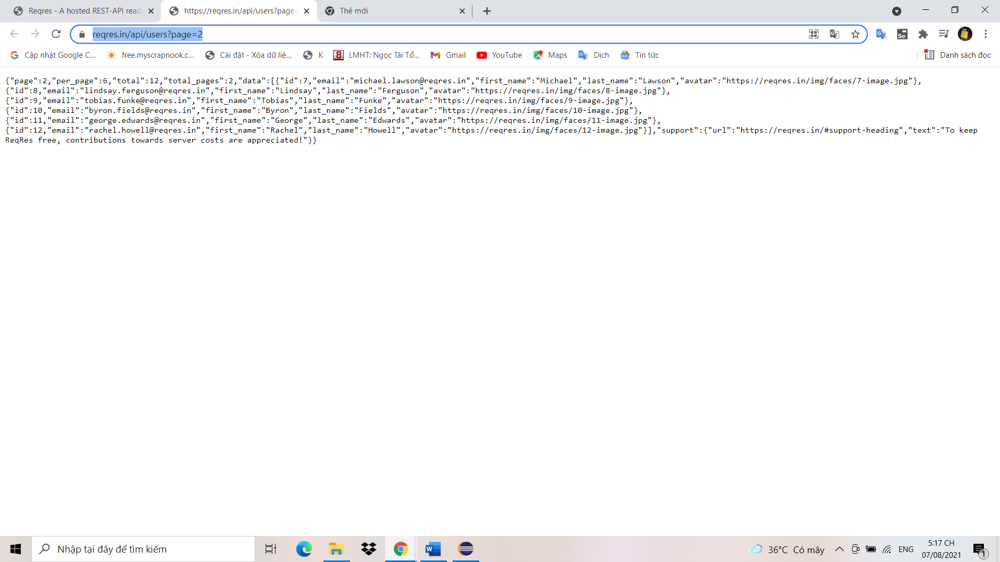 Reqres - A hosted REST-API read
https://reqres.in/api/users?page=
Thẻ mới
reqres.in/api/users?page=2
Se
Cập nhật Google C...
free.myscrapnook.c...
Cài đặt - Xóa dữ liệ...
K
8
LMHT: Ngọc Tái Tổ...
Gmail
YouTube
Maps
Dịch
Tin tức
Danh sách đọc
{"page":2,"per_page":6,"total":12,"total_pages":2,"data":[{"id":7,"email":"michael.lawson@reqres.in","first_name":"Michael","last_name":"Lawson","avatar":"https://reqres.in/img/faces/7-image.jpg"},
{"id":8,"email":"lindsay.ferguson@reqres.in","first_name":"Lindsay","last_name":"Ferguson","avatar":"https://reqres.in/img/faces/8-image.jpg"},
{"id":9,"email":"tobias.funke@reqres.in","first_name":"Tobias","last_name":"Funke","avatar":"https://reqres.in/img/faces/9-image.jpg"},
{"id":10,"email":"byron.fields@reqres.in","first_name":"Byron","last_name":"Fields","avatar":"https://reqres.in/img/faces/10-image.jpg"},
{"id":11,"email":"george.edwards@reqres.in","first_name":"George","last_name":"Edwards","avatar":"https://reqres.in/img/faces/11-image.jpg"},
{"id":12,"email":"rachel.howell@reqres.in","first_name":"Rachel","last_name":"Howell","avatar":"https://reqres.in/img/faces/12-image.jpg"}],"support":{"url":"https://reqres.in/#support-heading","text":"To keep
ReqRes free, contributions towards server costs are appreciated!"}}
Nhập tại đây để tìm kiếm
W
36°C Có mây
ENG
5:17 CH
07/08/2021
1